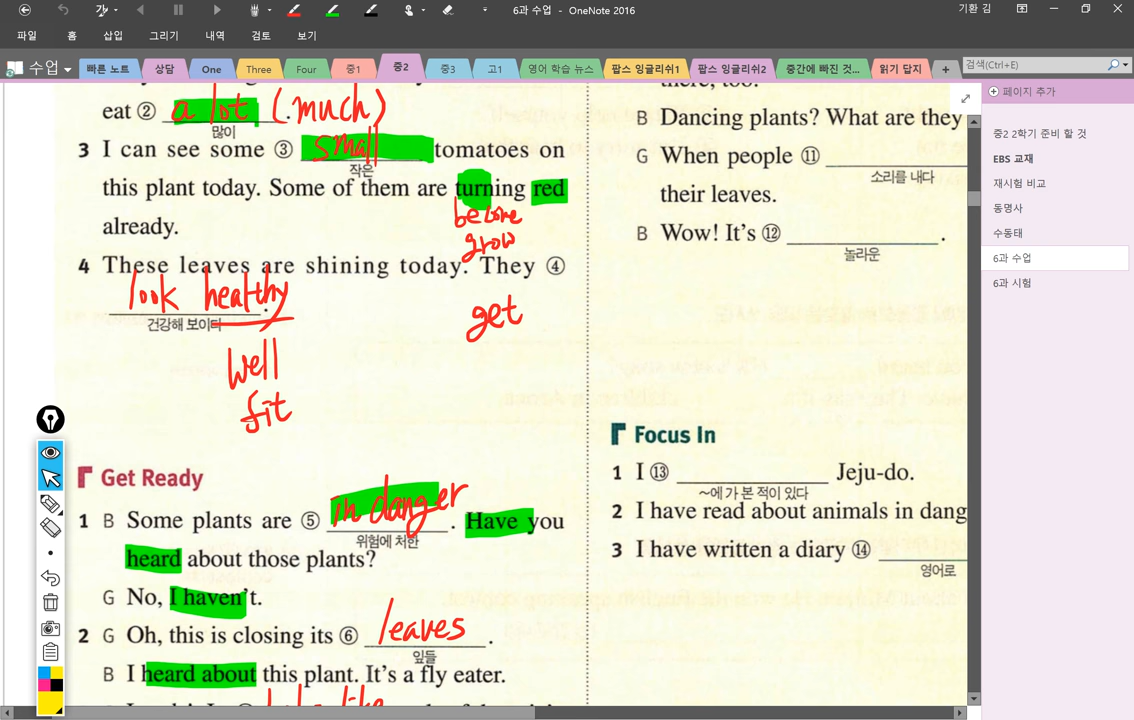 6과 수업 - OneNote 2016
기환 김
파일 홈 삽입 그리기 내역 검토 보기
수업 빠른 노트 상담 One Three Four 중1 중2 중3 고1 영어 학습 뉴스 팝스 잉글리쉬1 팝스 잉글리쉬2 중간에 빠진 것... 읽기 답지 + 검색(Ctrl+E)
eat ② a lot (much).
많이
3 I can see some ③ small tomatoes on
작은
this plant today. Some of them are turning red
become
already.
grow
4 These leaves are shining today. They ④
look healthy.
건강해 보이다
get
well
fit
Get Ready
1 B Some plants are ⑤ in danger. Have you
위험에 처한
heard about those plants?
G No, I haven't.
2 G Oh, this is closing its ⑥ leaves.
잎들
B I heard about this plant. It's a fly eater.
there, too.
B Dancing plants? What are they
G When people ⑪
소리를 내다
their leaves.
B Wow! It's ⑫ .
놀라운
Focus In
1 I ⑬ Jeju-do.
~에 가 본 적이 있다
2 I have read about animals in dang
3 I have written a diary ⑭
영어로
페이지 추가
중2 2학기 준비 할 것
EBS 교재
재시험 비교
동명사
수동태
6과 수업
6과 시험